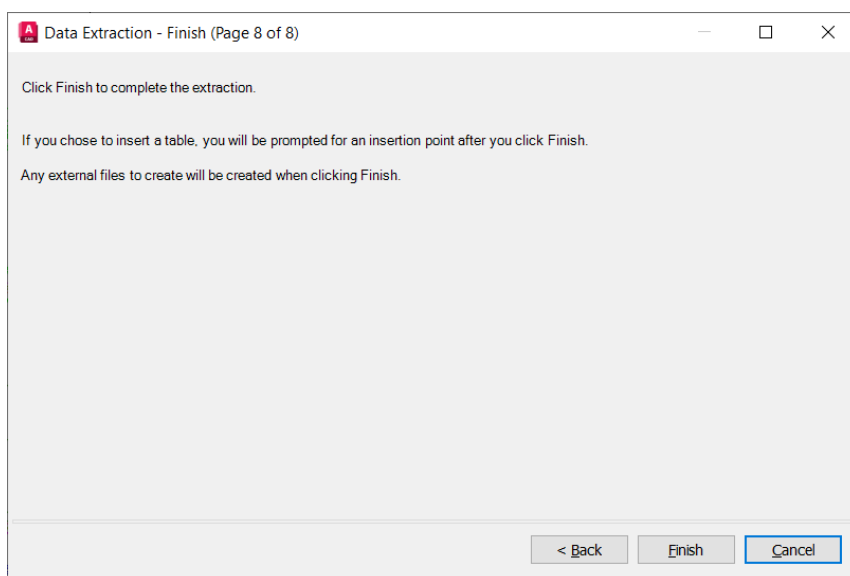 A
CAD
Data Extraction - Finish (Page 8 of 8)
Click Finish to complete the extraction.
If you chose to insert a table, you will be prompted for an insertion point after you click Finish.
Any external files to create will be created when clicking Finish.
< Back Finish Cancel